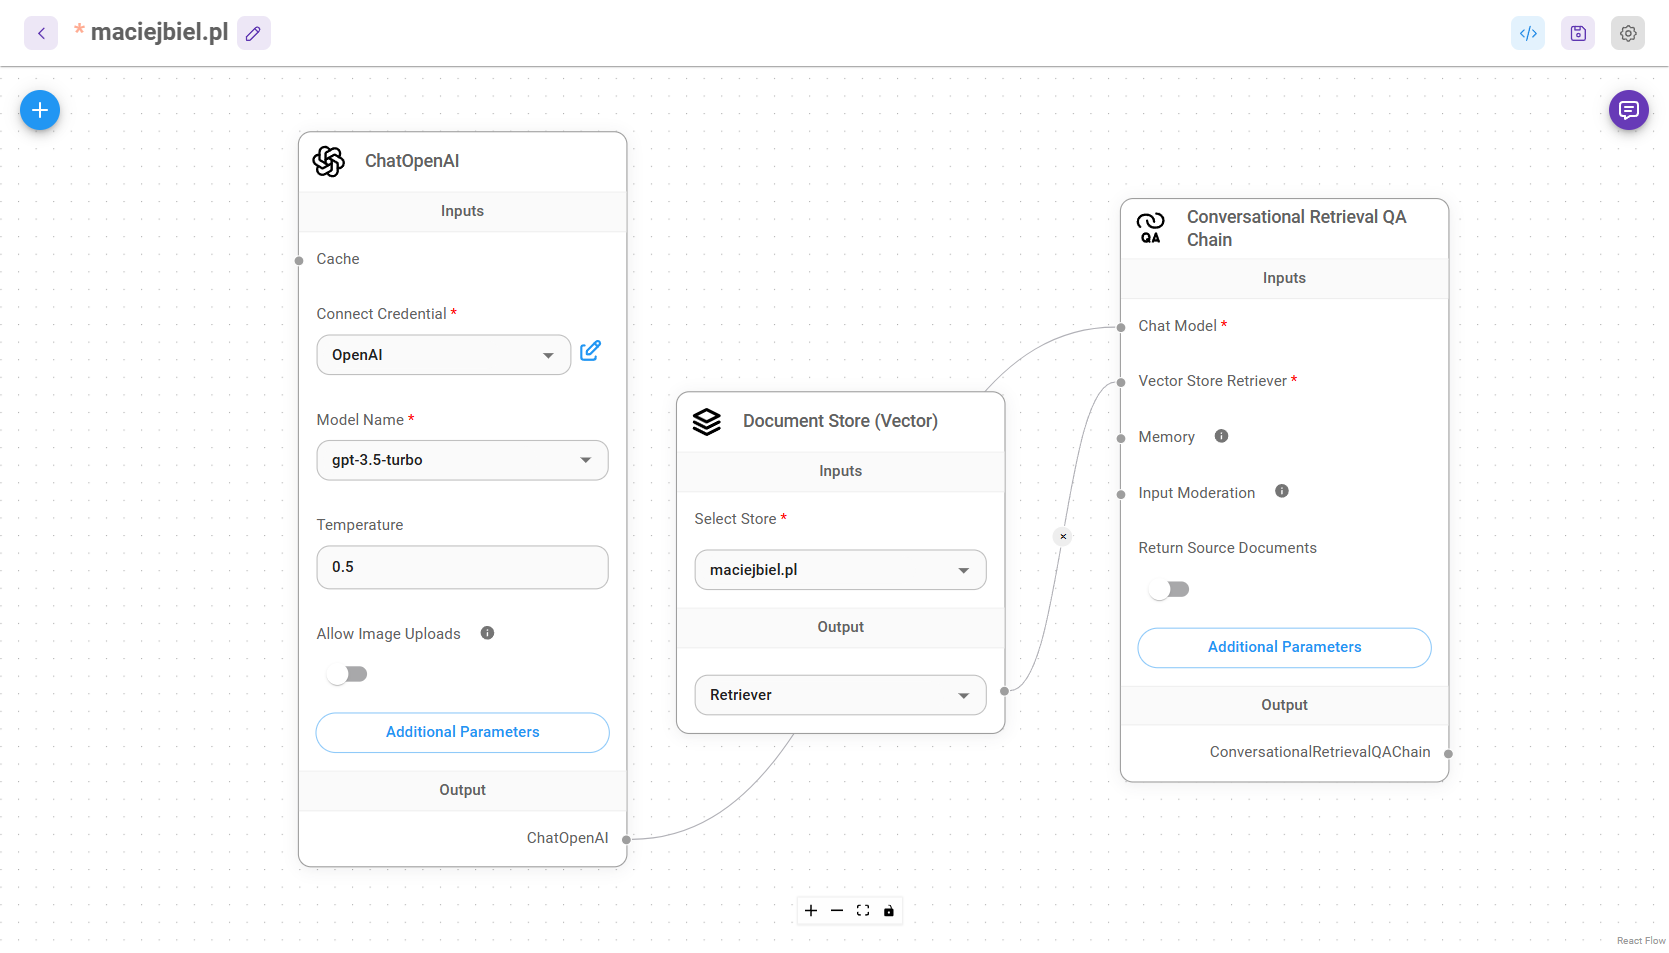 * maciejbiel.pl
ChatOpenAI
Inputs
Cache
Connect Credential *
OpenAI
Model Name *
gpt-3.5-turbo
Temperature
0.5
Allow Image Uploads
Additional Parameters
Output
ChatOpenAI
Document Store (Vector)
Inputs
Select Store *
maciejbiel.pl
Output
Retriever
QA
Conversational Retrieval QA
Chain
Inputs
Chat Model *
Vector Store Retriever *
Memory
Input Moderation
Return Source Documents
Additional Parameters
Output
ConversationalRetrievalQAChain
React Flow